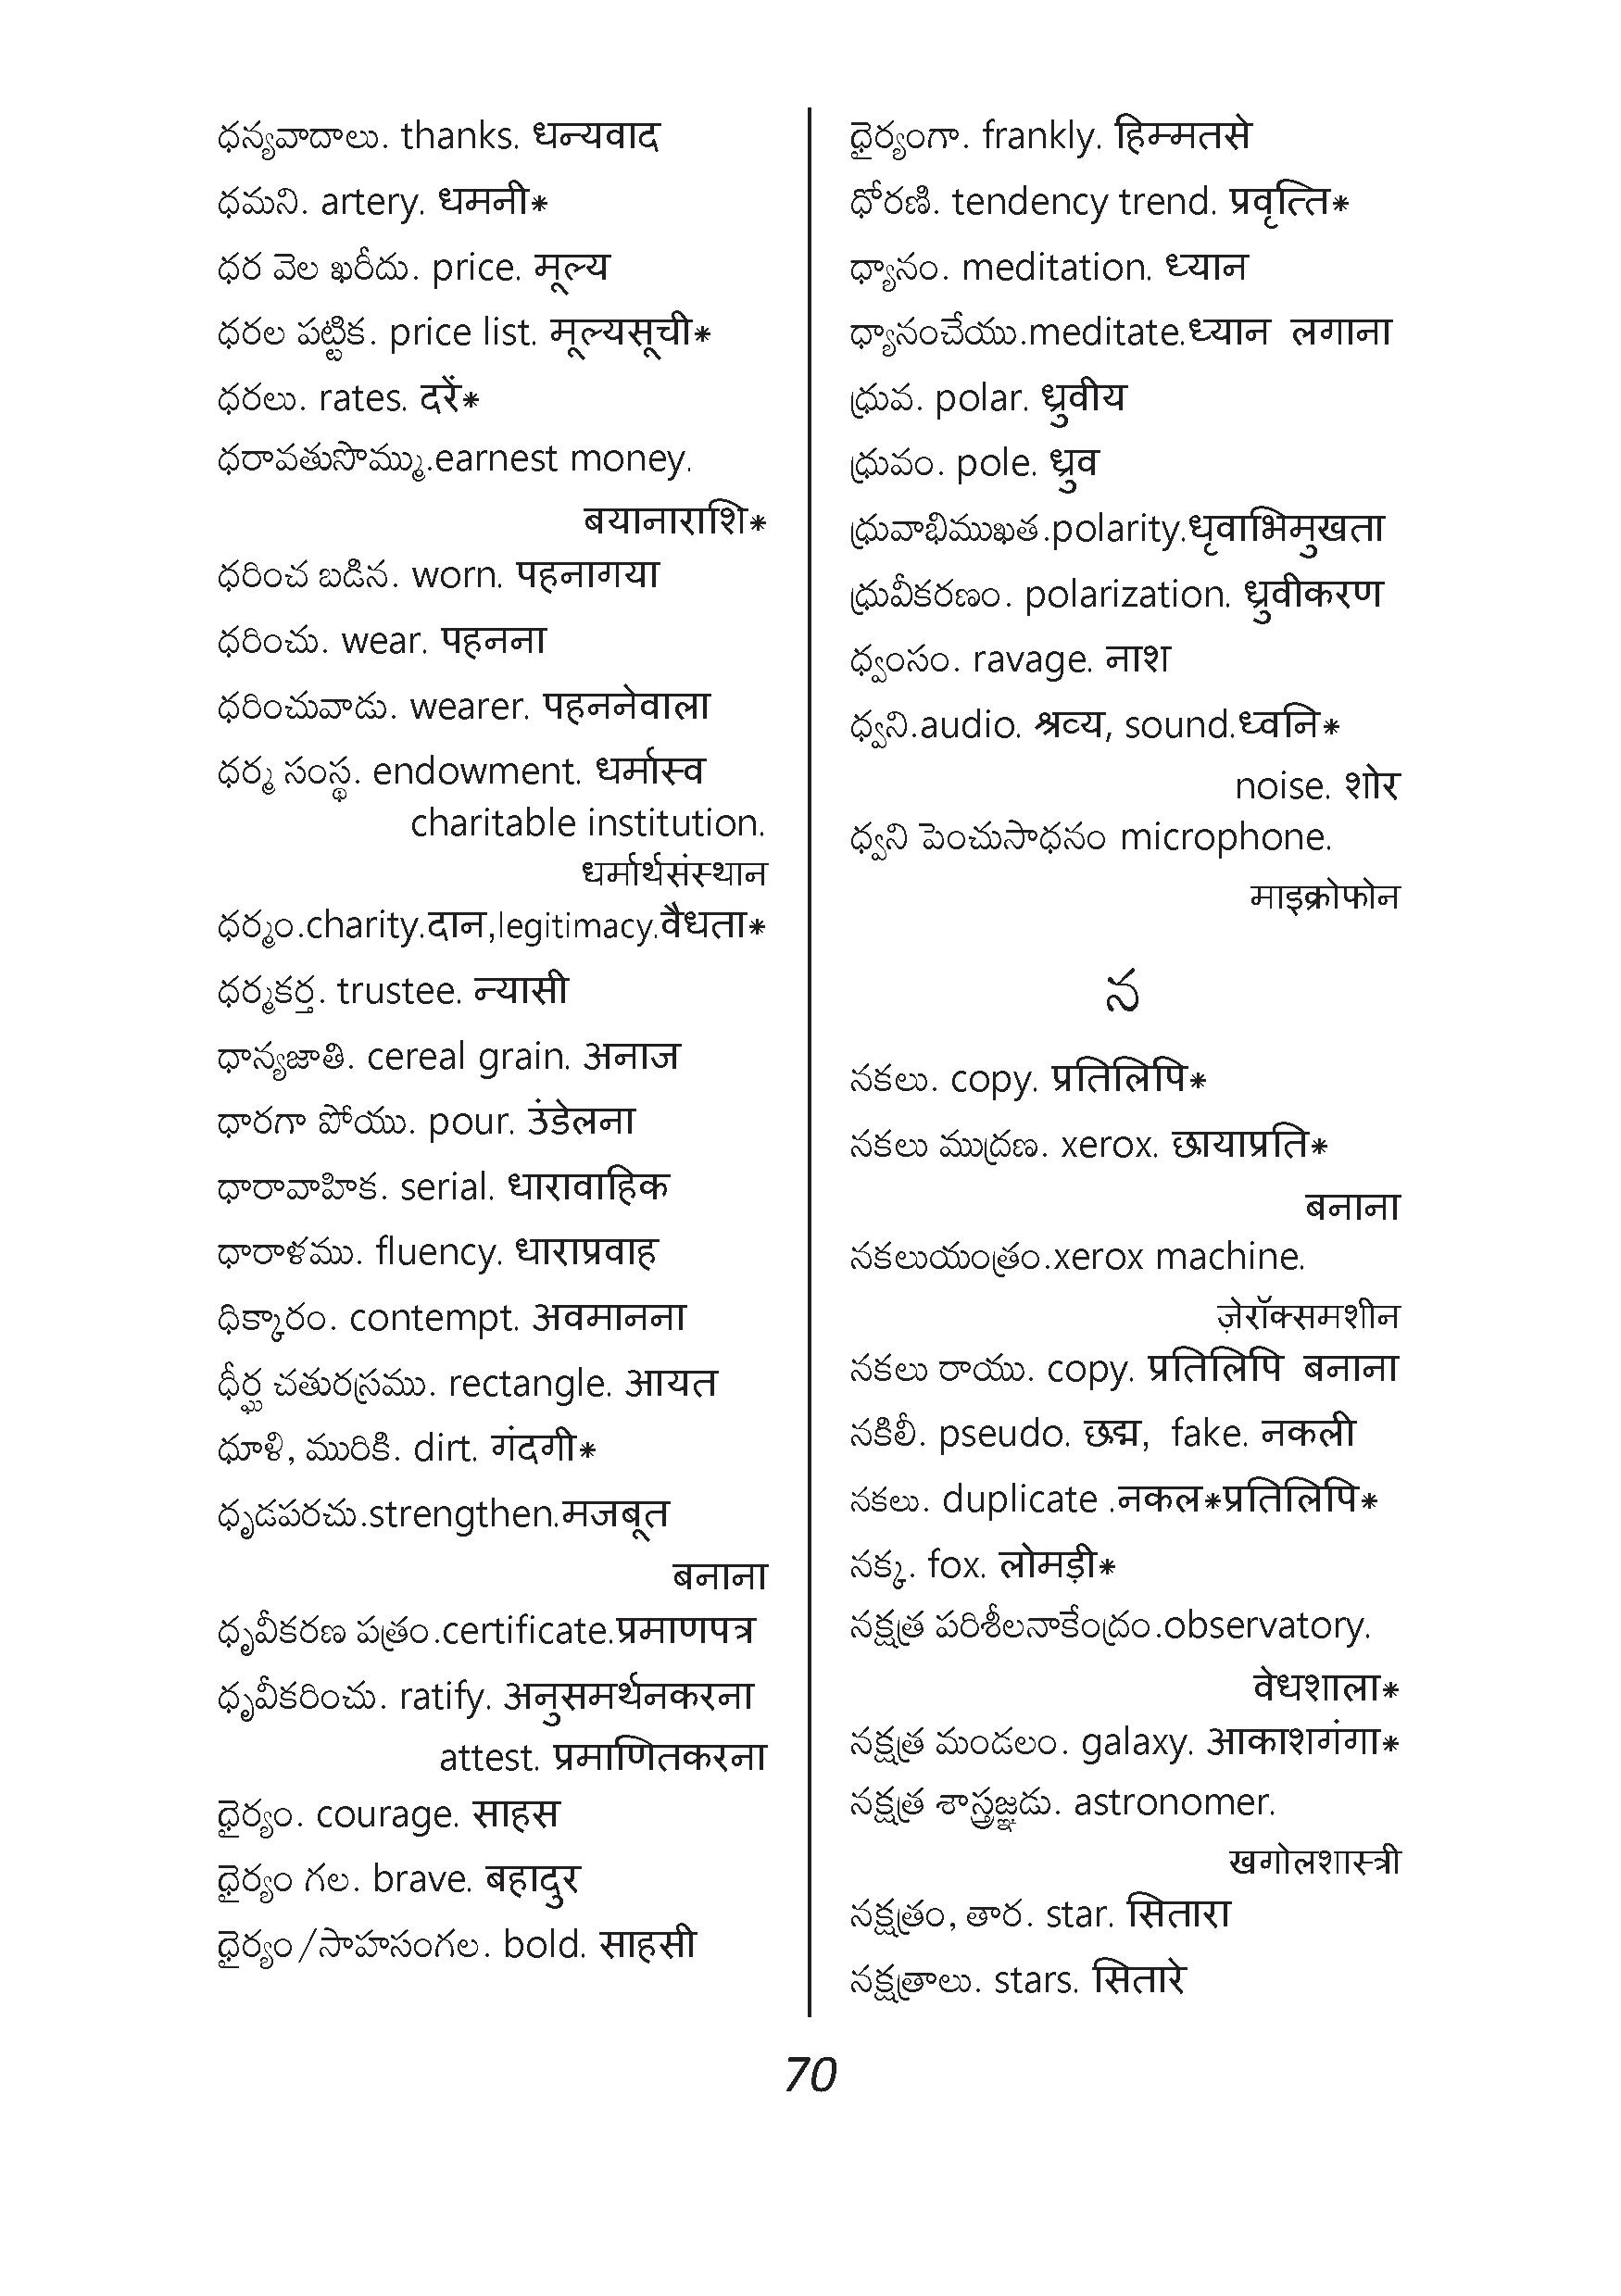 ధన్యవాదాలు. thanks. धन्यवाद
ధమని. artery. धमनी*
ధర వెల ఖరీదు. price. मूल्य
ధరల పట్టిక. price list. मूल्यसूची*
ధరలు. rates. दरें*
ధరావతుసొమ్ము.earnest money.
बयानाराशि*
ధరించ బడిన. worn. पहनागया
ధరించు. wear. पहनना
ధరించువాడు. wearer. पहननेवाला
ధర్మ సంస్థ. endowment. धर्मास्व
charitable institution.
धर्मार्थसंस्थान
ధర్మం.charity.दान,legitimacy.वैधता*
ధర్మకర్త. trustee. न्यासी
ధాన్యజాతి. cereal grain. अनाज
ధారగా పోయు. pour. उंडेलना
ధారావాహిక. serial. धारावाहिक
ధారాళము. fluency. धाराप्रवाह
ధిక్కారం. contempt. अवमानना
ధీర్ఘ చతురస్రము. rectangle. आयत
ధూళి, మురికి. dirt. गंदगी*
ధృడపరచు.strengthen.मजबूत
बनाना
ధృవీకరణ పత్రం.certificate.प्रमाणपत्र
ధృవీకరించు. ratify. अनुसमर्थनकरना
attest. प्रमाणितकरना
ధైర్యం. courage. साहस
ధైర్యం గల. brave. बहादुर
ధైర్యం/సాహసంగల. bold. साहसी
ధైర్యంగా. frankly. हिम्मतसे
ధోరణి. tendency trend. प्रवृत्ति*
ధ్యానం. meditation. ध्यान
ధ్యానంచేయు.meditate.ध्यान लगाना
ధ్రువ. polar. ध्रुवीय
ధ్రువం. pole. ध्रुव
ధ్రువాభిముఖత.polarity.धृवाभिमुखता
ధ్రువీకరణం. polarization. ध्रुवीकरण
ధ్వంసం. ravage. नाश
ధ్వని.audio. श्रव्य, sound.ध्वनि*
noise. शोर
ధ్వని పెంచుసాధనం microphone.
माइक्रोफोन
న
నకలు. copy. प्रतिलिपि*
నకలు ముద్రణ. xerox. छायाप्रति*
बनाना
నకలుయంత్రం.xerox machine.
ज़ेरॉक्समशीन
నకలు రాయు. copy. प्रतिलिपि बनाना
నకిలీ. pseudo. छद्म, fake. नकली
నకలు. duplicate .नकल*प्रतिलिपि*
నక్క. fox. लोमड़ी*
నక్షత్ర పరిశీలనాకేంద్రం.observatory.
वेधशाला*
నక్షత్ర మండలం. galaxy. आकाशगंगा*
నక్షత్ర శాస్త్రజ్ఞుడు. astronomer.
खगोलशास्त्री
నక్షత్రం, తార. star. सितारा
నక్షత్రాలు. stars. सितारे
70